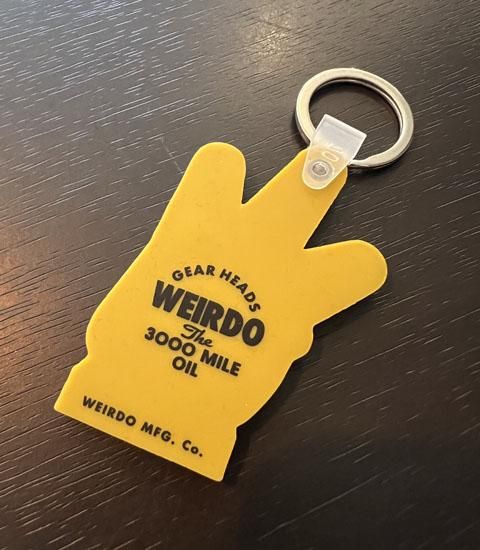 GEAR HEADS
WEIRDO
The
3000 MILE
OIL
WEIRDO MFG. Co.